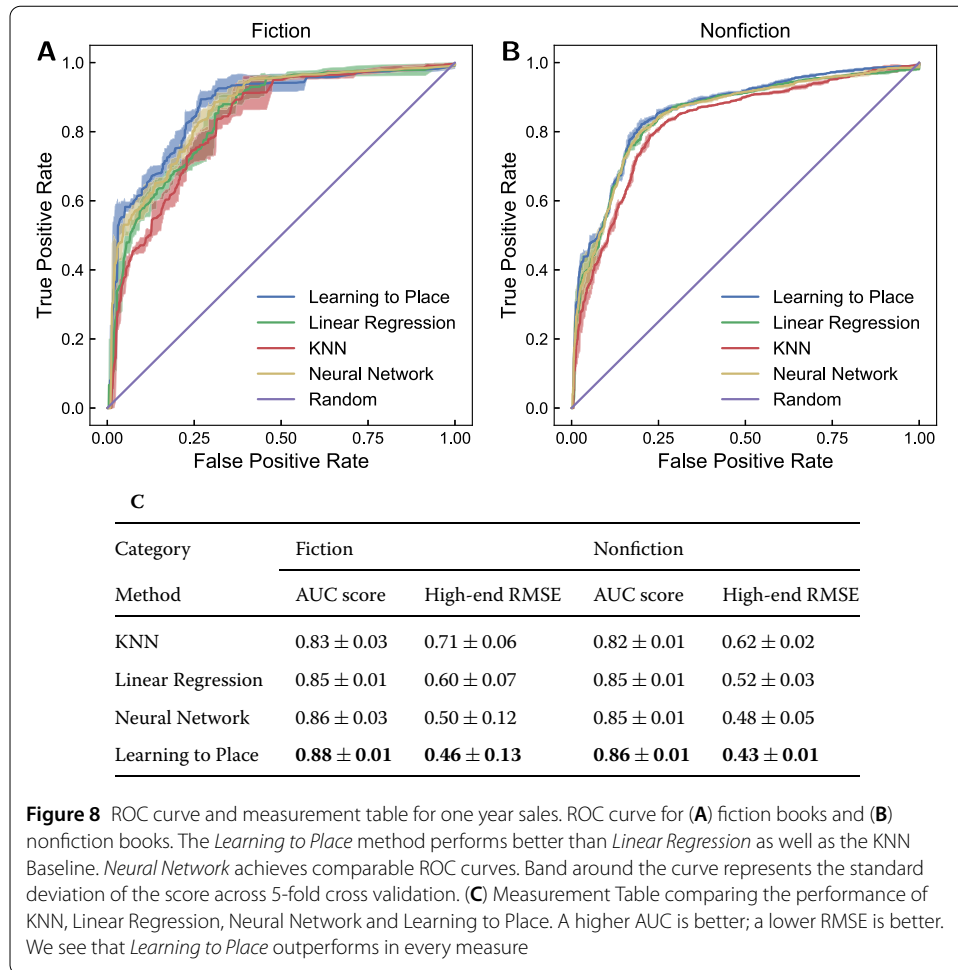 A
Fiction
1.0
0.8
0.6
0.4
0.2
0.0
True Positive Rate
Learning to Place
Linear Regression
KNN
Neural Network
Random
0.00 0.25 0.50 0.75 1.00
False Positive Rate
B
Nonfiction
1.0
0.8
0.6
0.4
0.2
0.0
True Positive Rate
Learning to Place
Linear Regression
KNN
Neural Network
Random
0.00 0.25 0.50 0.75 1.00
False Positive Rate
C
Category Fiction Nonfiction
Method AUC score High-end RMSE AUC score High-end RMSE
KNN 0.83 ± 0.03 0.71 ± 0.06 0.82 ± 0.01 0.62 ± 0.02
Linear Regression 0.85 ± 0.01 0.60 ± 0.07 0.85 ± 0.01 0.52 ± 0.03
Neural Network 0.86 ± 0.03 0.50 ± 0.12 0.85 ± 0.01 0.48 ± 0.05
Learning to Place 0.88 ± 0.01 0.46 ± 0.13 0.86 ± 0.01 0.43 ± 0.01
Figure 8 ROC curve and measurement table for one year sales. ROC curve for (A) fiction books and (B)
nonfiction books. The Learning to Place method performs better than Linear Regression as well as the KNN
Baseline. Neural Network achieves comparable ROC curves. Band around the curve represents the standard
deviation of the score across 5-fold cross validation. (C) Measurement Table comparing the performance of
KNN, Linear Regression, Neural Network and Learning to Place. A higher AUC is better; a lower RMSE is better.
We see that Learning to Place outperforms in every measure